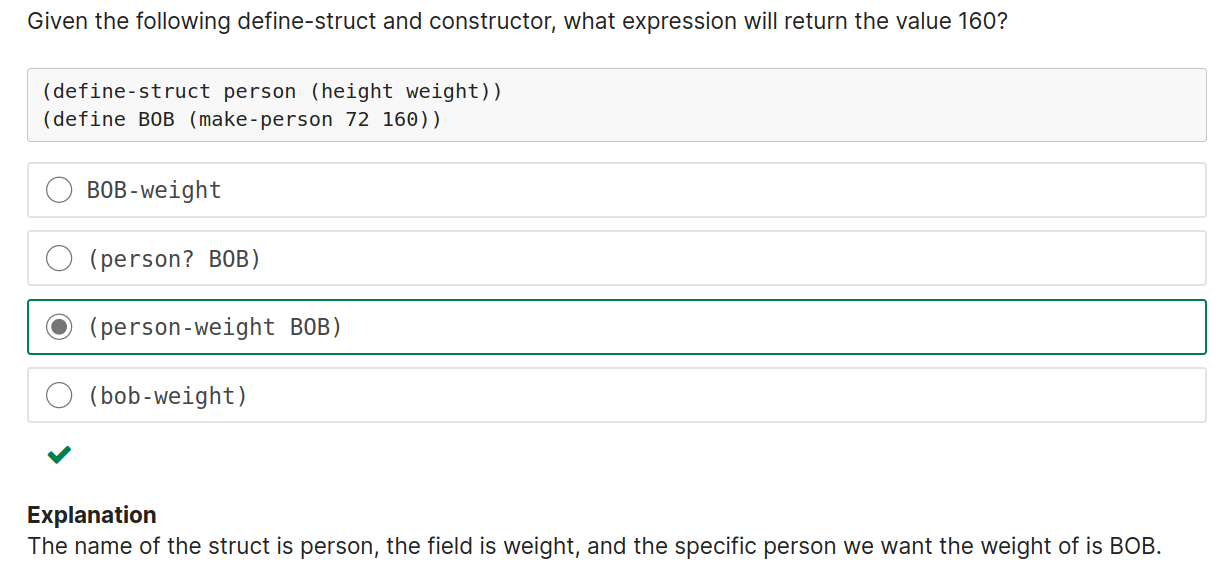 Given the following define-struct and constructor, what expression will return the value 160?
(define-struct person (height weight))
(define BOB (make-person 72 160))
BOB-weight
(person? BOB)
(person-weight BOB)
(bob-weight)
Explanation
The name of the struct is person, the field is weight, and the specific person we want the weight of is BOB.